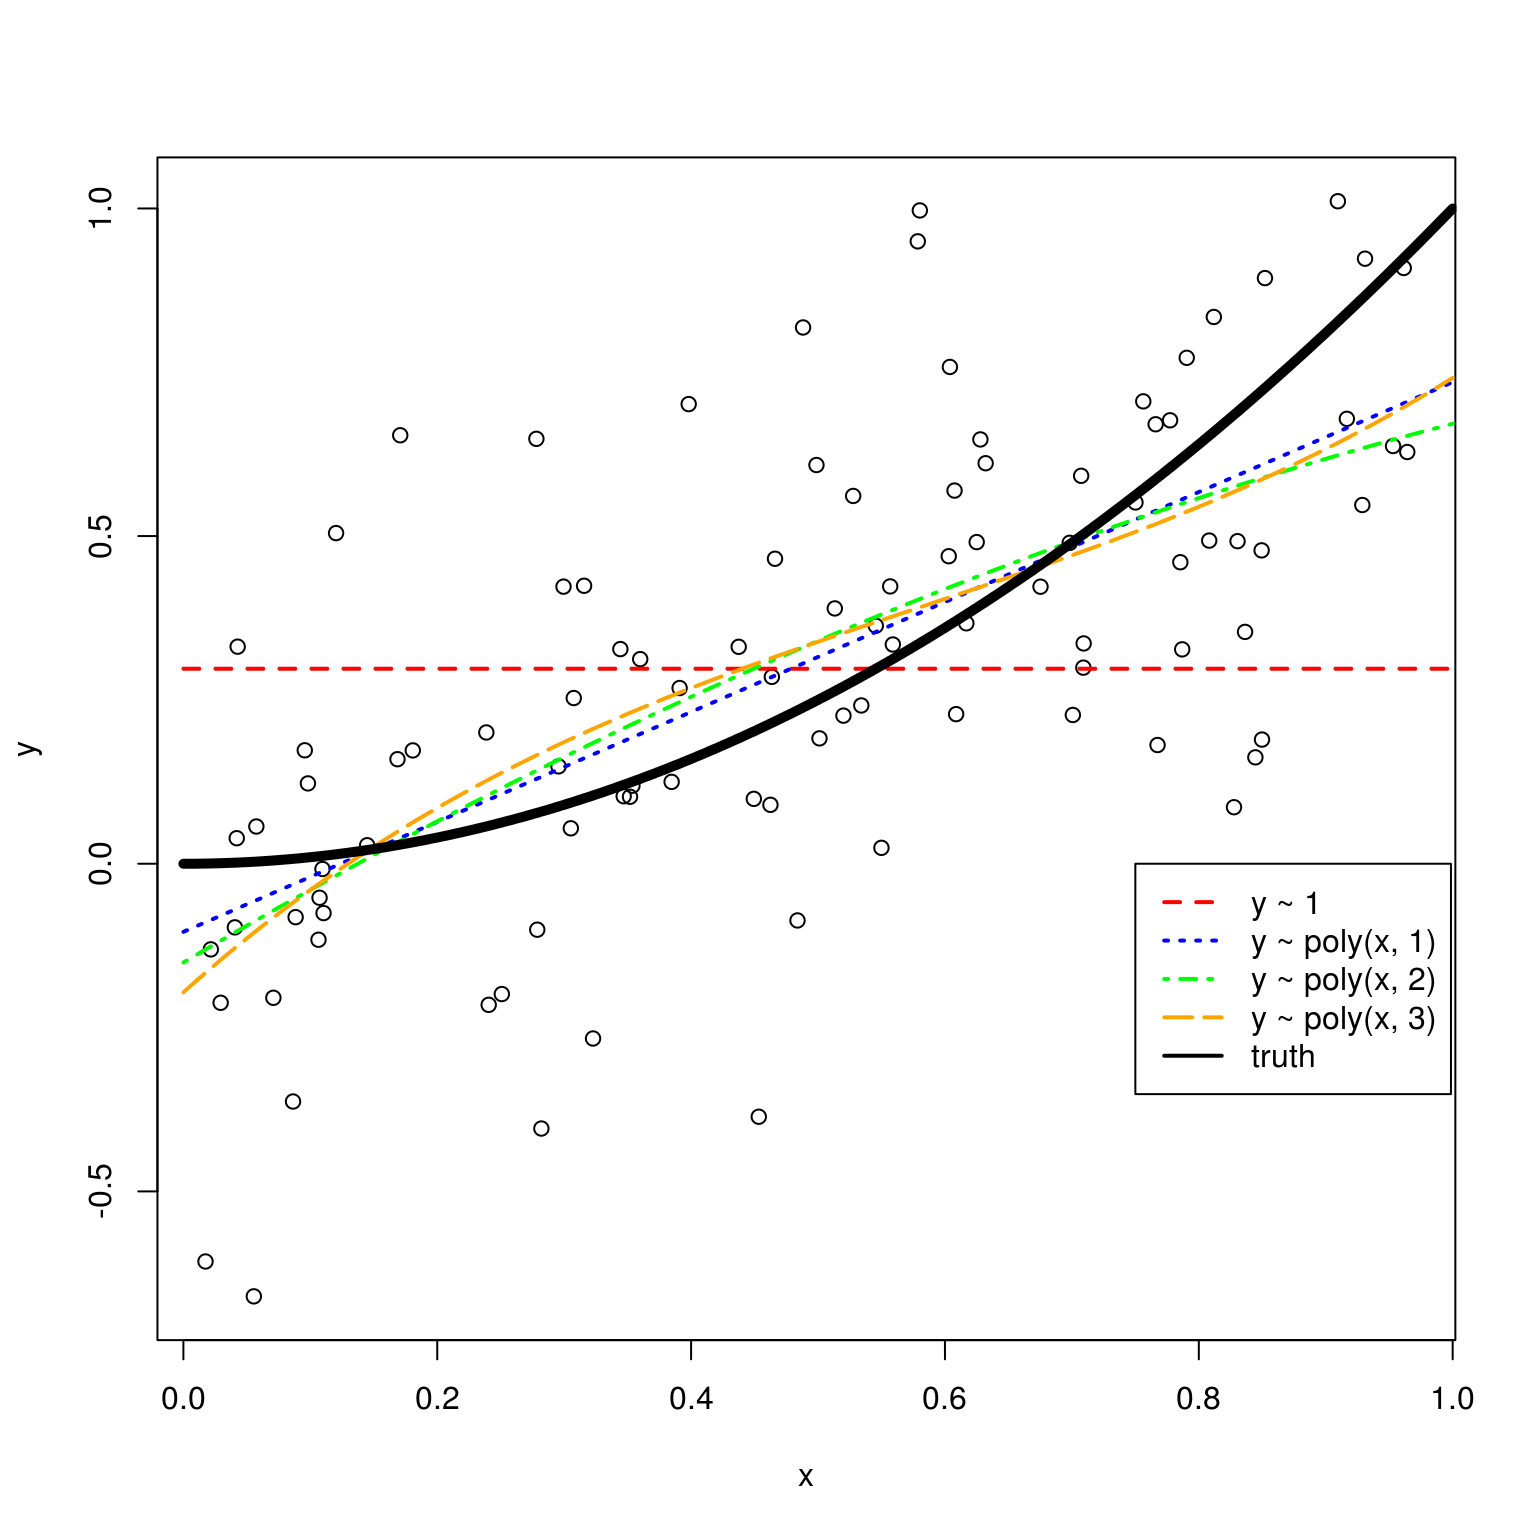 1.0
0.5
0.0
-0.5
y
0.0 0.2 0.4 0.6 0.8 1.0
x
y ~ 1
y ~ poly(x, 1)
y ~ poly(x, 2)
y ~ poly(x, 3)
truth